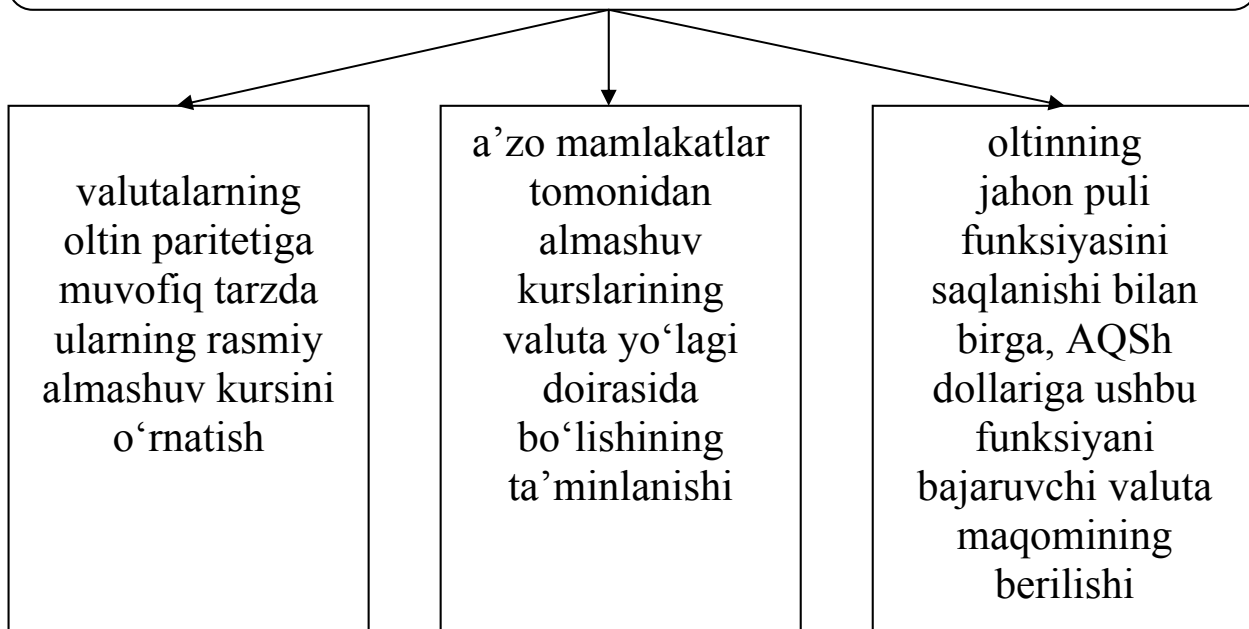 valutalarning
oltin paritetiga
muvofiq tarzda
ularning rasmiy
almashuv kursini
o‘rnatish
a’zo mamlakatlar
tomonidan
almashuv
kurslarining
valuta yo‘lagi
doirasida
bo‘lishining
ta’minlanishi
oltinning
jahon puli
funksiyasini
saqlanishi bilan
birga, AQSh
dollariga ushbu
funksiyani
bajaruvchi valuta
maqomining
berilishi